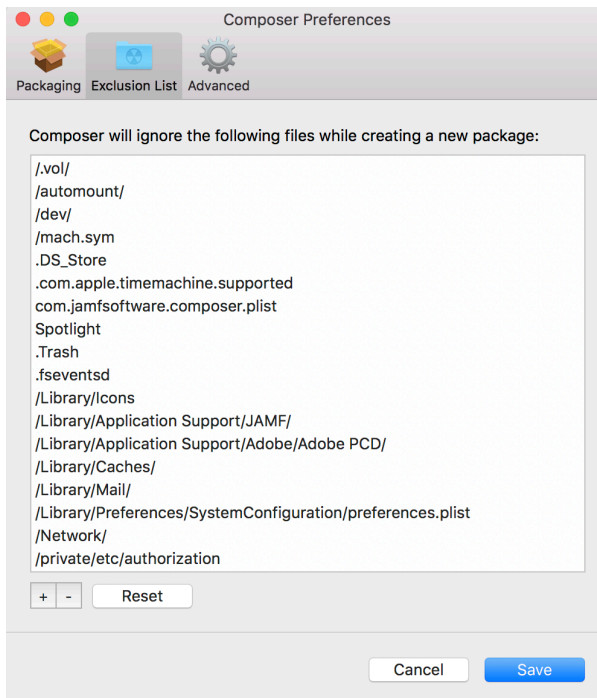 Composer Preferences
Packaging Exclusion List Advanced
Composer will ignore the following files while creating a new package:
/.vol/
/automount/
/dev/
/mach.sym
.DS_Store
.com.apple.timemachine.supported
com.jamfsoftware.composer.plist
Spotlight
.Trash
.fseventsd
/Library/Icons
/Library/Application Support/JAMF/
/Library/Application Support/Adobe/Adobe PCD/
/Library/Caches/
/Library/Mail/
/Library/Preferences/SystemConfiguration/preferences.plist
/Network/
/private/etc/authorization
+ - Reset
Cancel Save